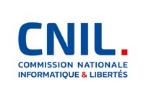 CNIL.
COMMISSION NATIONALE
INFORMATIQUE & LIBERTÉS